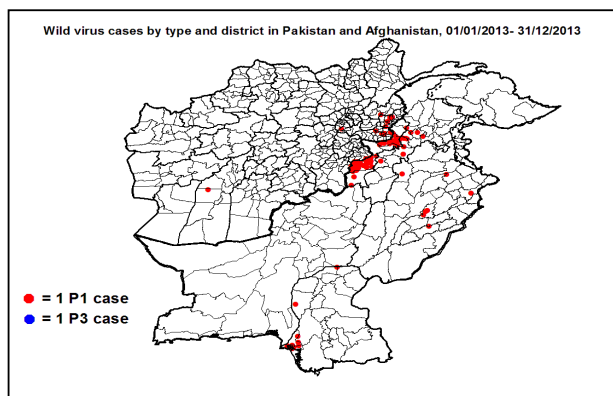 Wild virus cases by type and district in Pakistan and Afghanistan, 01/01/2013- 31/12/2013
= 1 P1 case
= 1 P3 case